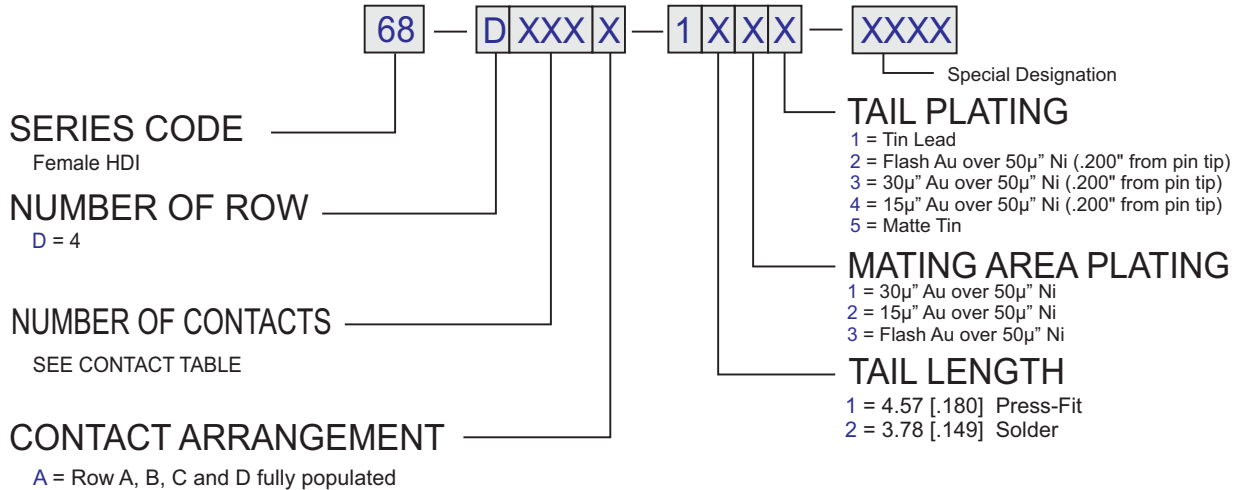 68 — D XXX X — 1 X X X — XXXX
Special Designation
SERIES CODE
Female HDI
NUMBER OF ROW
D = 4
NUMBER OF CONTACTS
SEE CONTACT TABLE
CONTACT ARRANGEMENT
A = Row A, B, C and D fully populated
TAIL PLATING
1 = Tin Lead
2 = Flash Au over 50µ” Ni (.200" from pin tip)
3 = 30µ” Au over 50µ” Ni (.200" from pin tip)
4 = 15µ” Au over 50µ” Ni (.200" from pin tip)
5 = Matte Tin
MATING AREA PLATING
1 = 30µ” Au over 50µ” Ni
2 = 15µ” Au over 50µ” Ni
3 = Flash Au over 50µ” Ni
TAIL LENGTH
1 = 4.57 [.180] Press-Fit
2 = 3.78 [.149] Solder